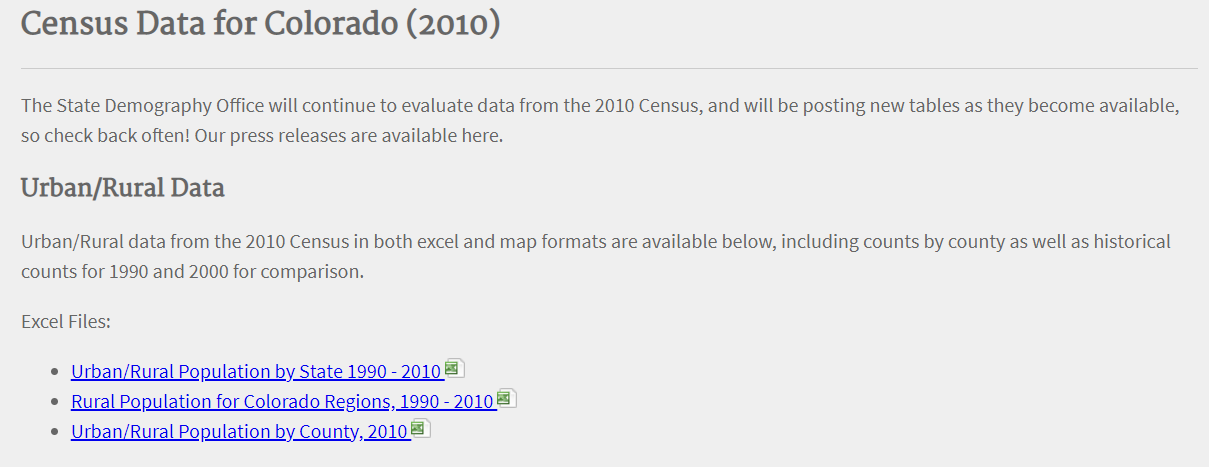 Census Data for Colorado (2010)
The State Demography Office will continue to evaluate data from the 2010 Census, and will be posting new tables as they become available,
so check back often! Our press releases are available here.
Urban/Rural Data
Urban/Rural data from the 2010 Census in both excel and map formats are available below, including counts by county as well as historical
counts for 1990 and 2000 for comparison.
Excel Files:
• Urban/Rural Population by State 1990 - 2010
• Rural Population for Colorado Regions, 1990 - 2010
• Urban/Rural Population by County, 2010